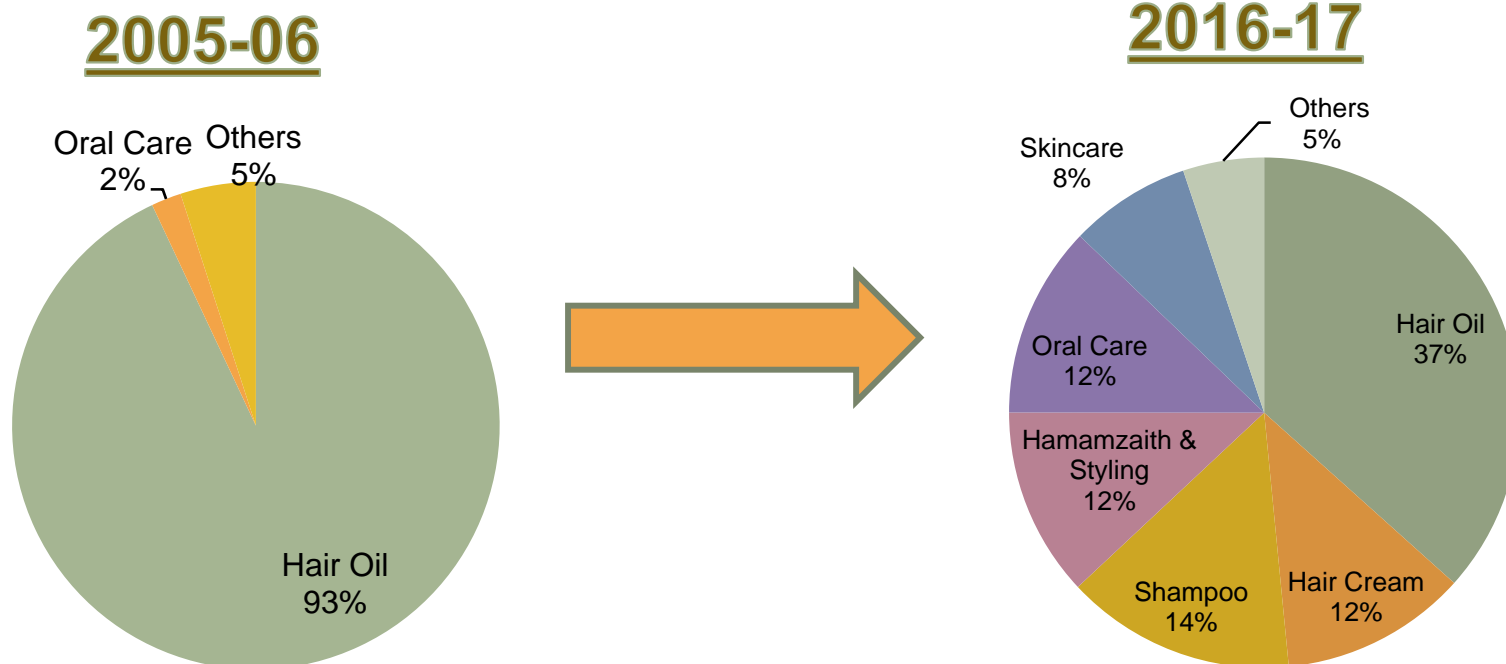 2005-06
Oral Care
2%
Others
5%
Hair Oil
93%
2016-17
Others
5%
Skincare
8%
Hair Oil
37%
Oral Care
12%
Hamamzaith &
Styling
12%
Shampoo
14%
Hair Cream
12%